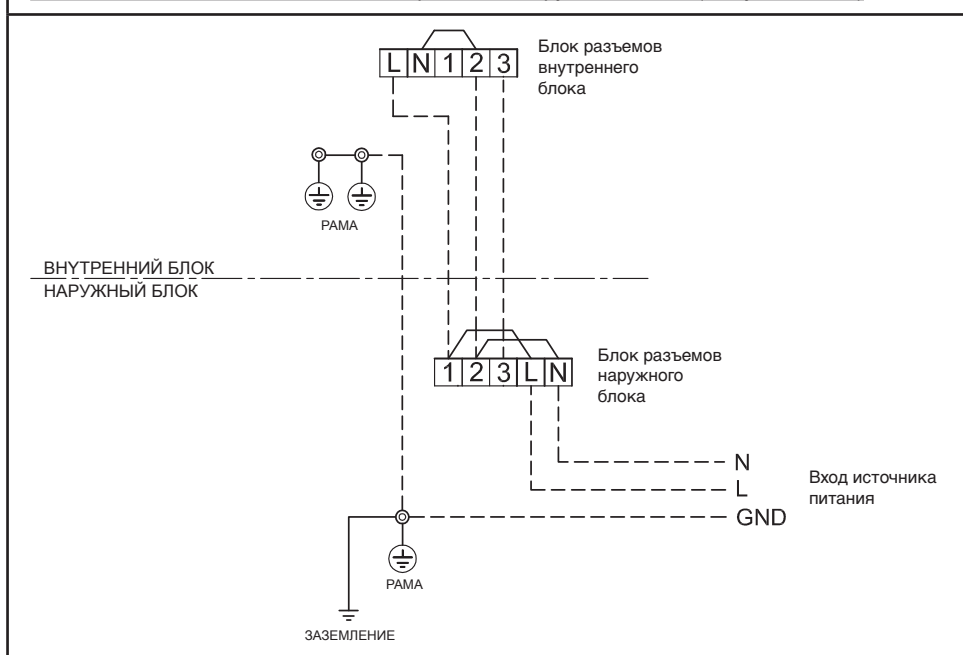 L N 1 2 3
Блок разъемов
внутреннего
блока
РАМА
ВНУТРЕННИЙ БЛОК
НАРУЖНЫЙ БЛОК
1 2 3 L N
Блок разъемов
наружного
блока
N
L
GND
Вход источника
питания
РАМА
ЗАЗЕМЛЕНИЕ